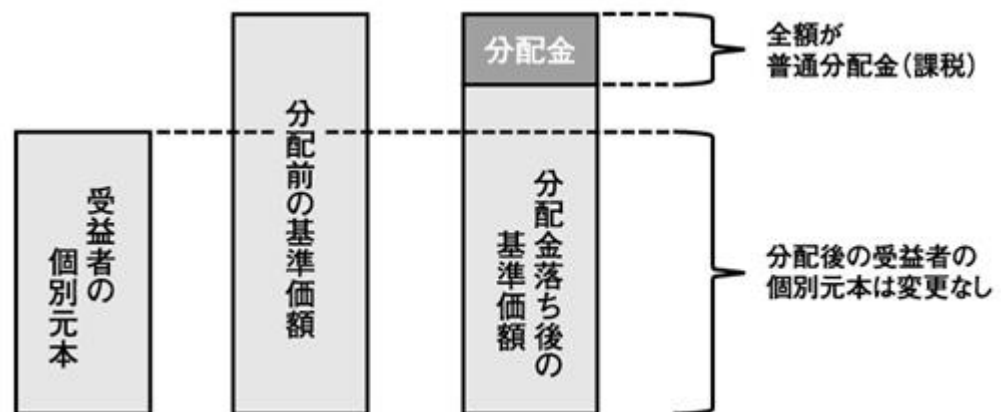 受益者の
個別元本
分配前の基準価額
分配金
分配金落ち後の
基準価額
全額が
普通分配金(課税)
分配後の受益者の
個別元本は変更なし